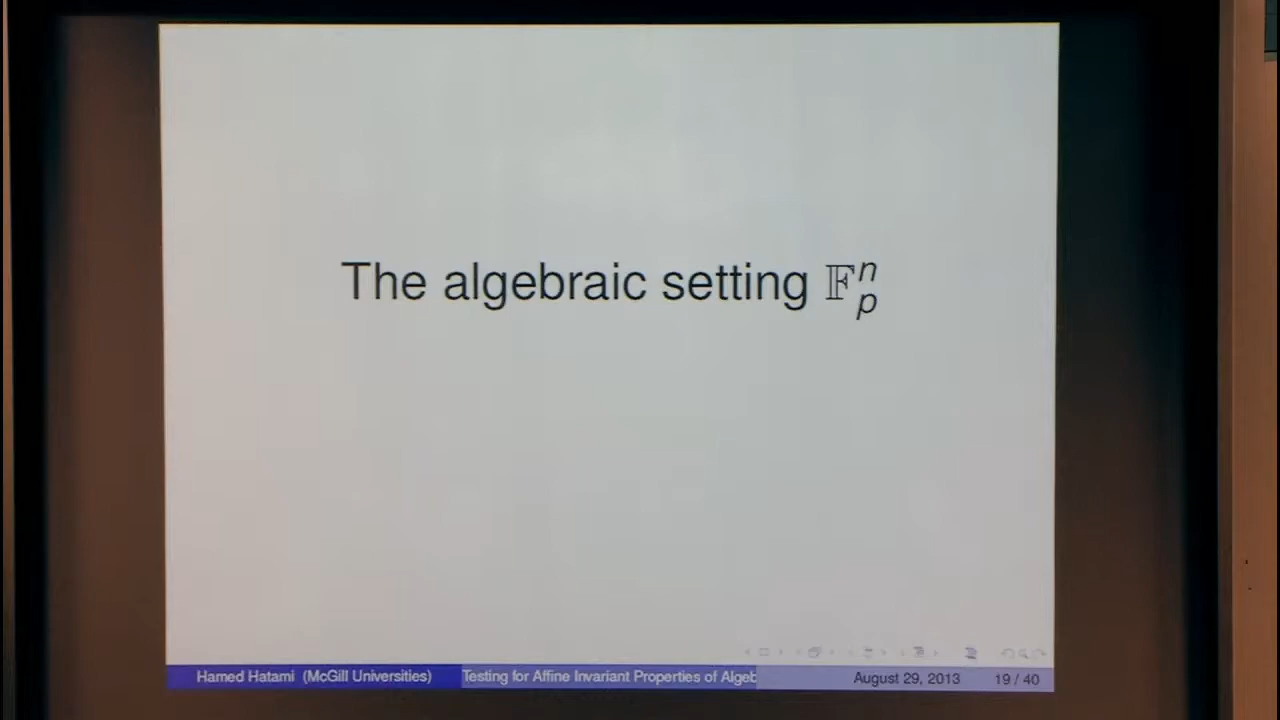 The algebraic setting 𝔽ₚⁿ
Hamed Hatami (McGill Universities) Testing for Affine Invariant Properties of Algeb August 29, 2013 19 / 40